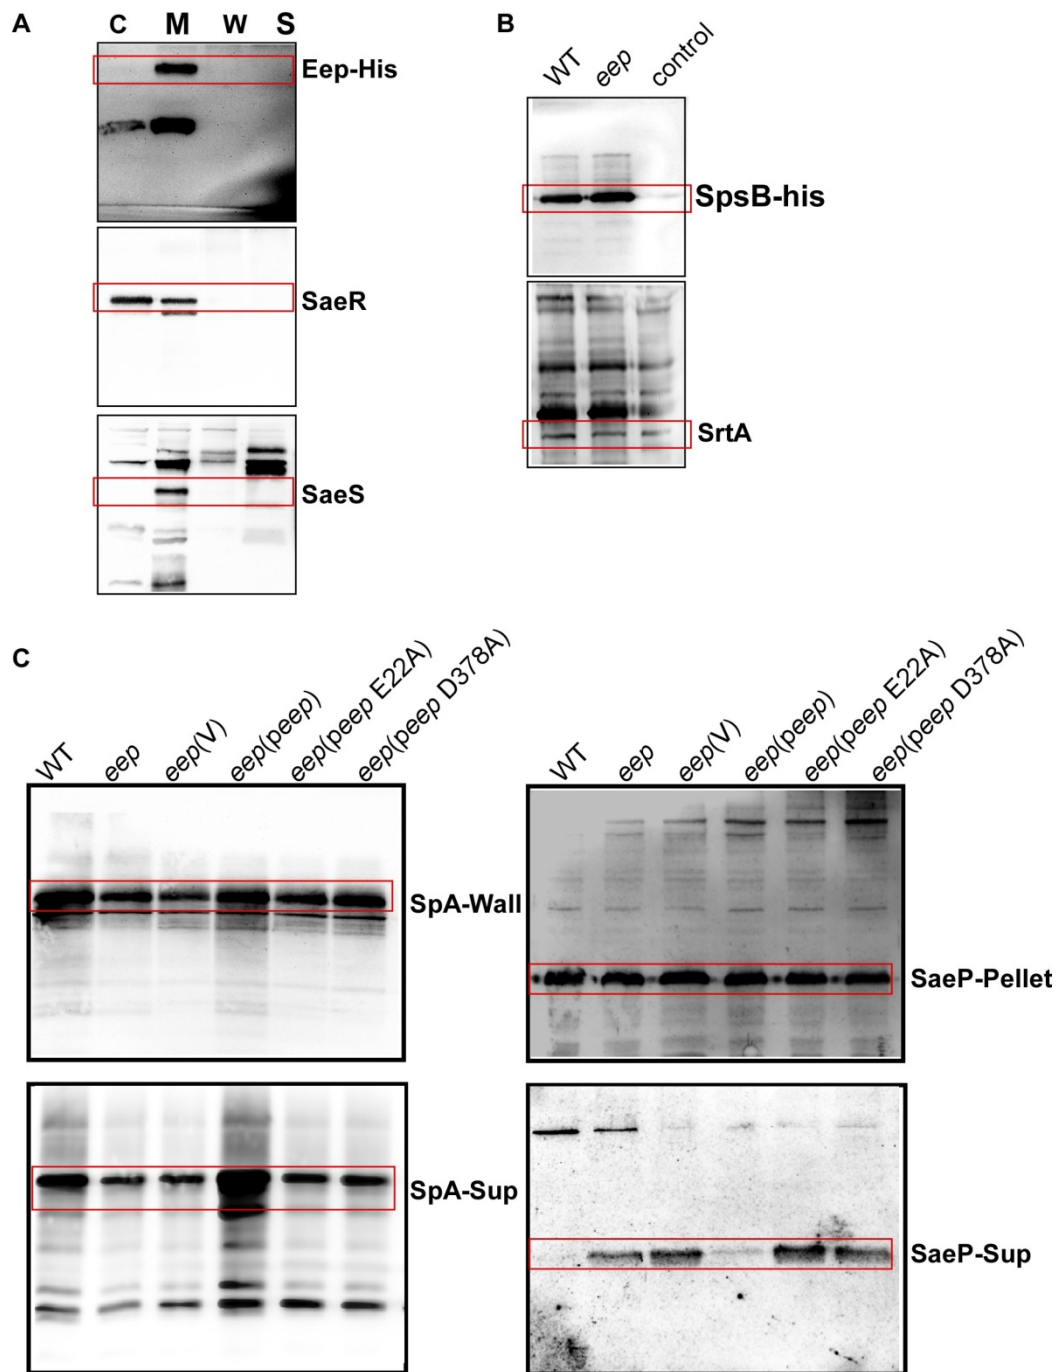 A
C M W S
Eep-His
SaeR
SaeS
B
WT eep control
SpsB-his
SrtA
C
WT eep eep(V) eep(peep) eep(peep E22A) eep(peep D378A)
SpA-Wall
SpA-Sup
WT eep eep(V) eep(peep) eep(peep E22A) eep(peep D378A)
SaeP-Pellet
SaeP-Sup